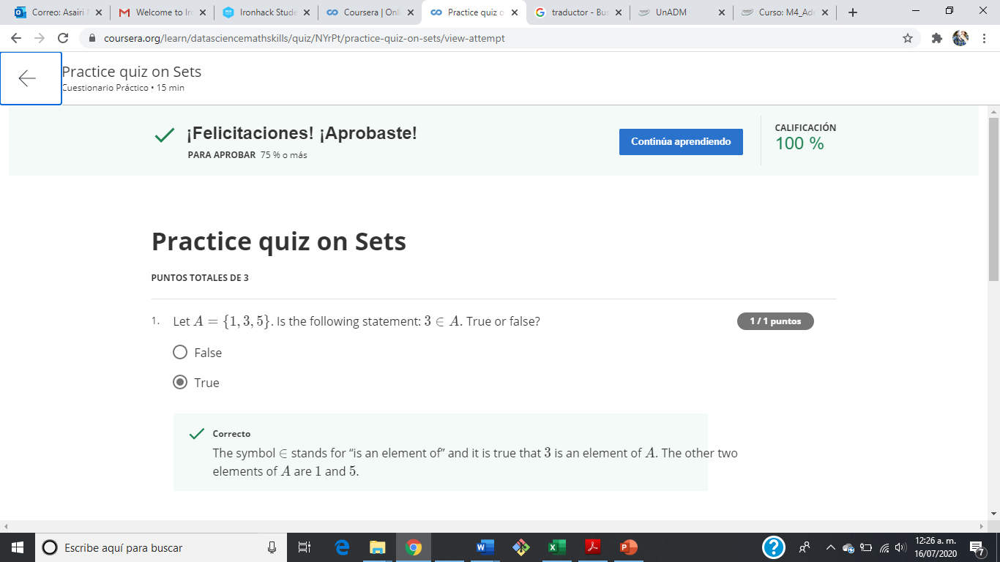 Correo: Asairi
Welcome to Iro
Ironhack Stude
Coursera | Onli
Practice quiz o
traductor - Bus
UnADM
Curso: M4_Adr
coursera.org/learn/datasciencemathskills/quiz/NYrPt/practice-quiz-on-sets/view-attempt
Practice quiz on Sets
Cuestionario Práctico • 15 min
¡Felicitaciones! ¡Aprobaste!
PARA APROBAR 75 % o más
Continúa aprendiendo
CALIFICACIÓN
100 %
Practice quiz on Sets
PUNTOS TOTALES DE 3
1. Let A = {1, 3, 5}. Is the following statement: 3 ∈ A. True or false?
1 / 1 puntos
False
True
Correcto
The symbol ∈ stands for “is an element of” and it is true that 3 is an element of A. The other two
elements of A are 1 and 5.
Escribe aquí para buscar
12:26 a. m.
16/07/2020
7